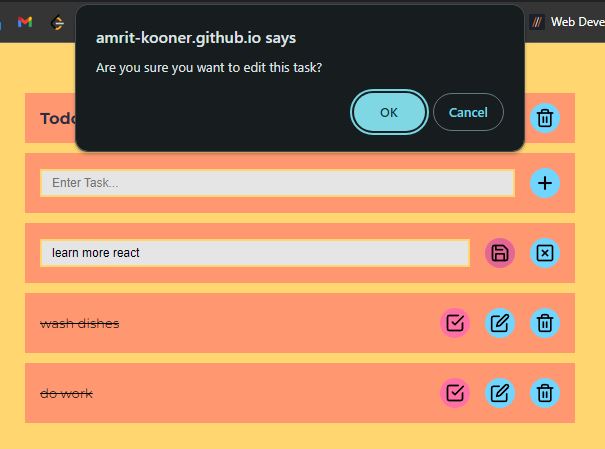 amrit-kooner.github.io says
Web Deve
Are you sure you want to edit this task?
OK
Cancel
Enter Task...
learn more react
wash dishes
do work